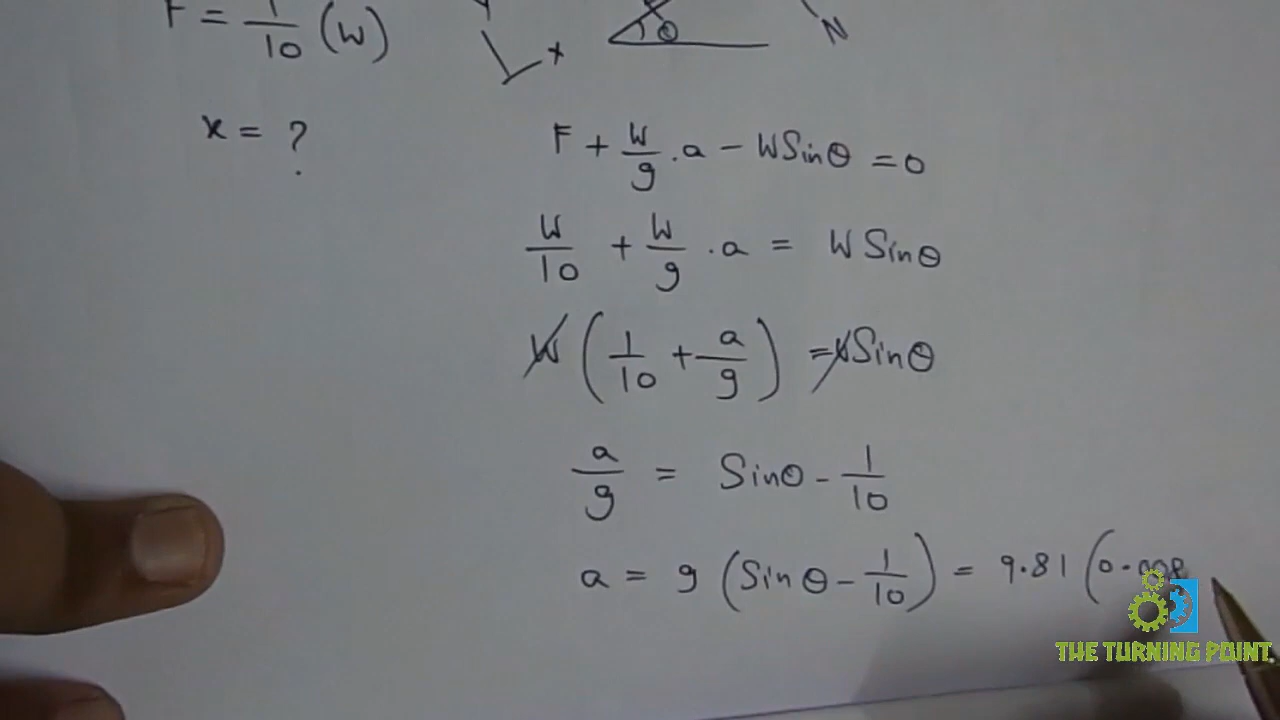 F = 1/10 (W)
x
θ
N
x = ?
F + W/g . a - W Sinθ = 0
W/10 + W/g . a = W Sinθ
W (1/10 + a/g) = W Sinθ
a/g = Sinθ - 1/10
a = g (Sinθ - 1/10) = 9.81 (0.008
THE TURNING POINT